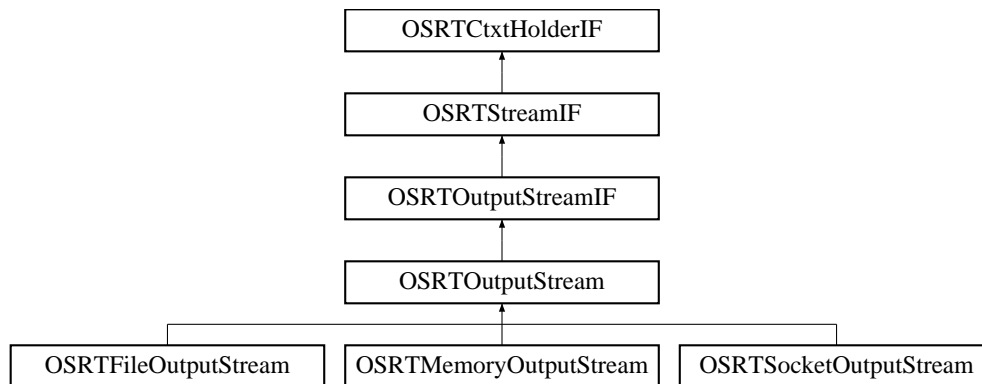 OSRTCtxtHolderIF
OSRTStreamIF
OSRTOutputStreamIF
OSRTOutputStream
OSRTFileOutputStream OSRTMemoryOutputStream OSRTSocketOutputStream